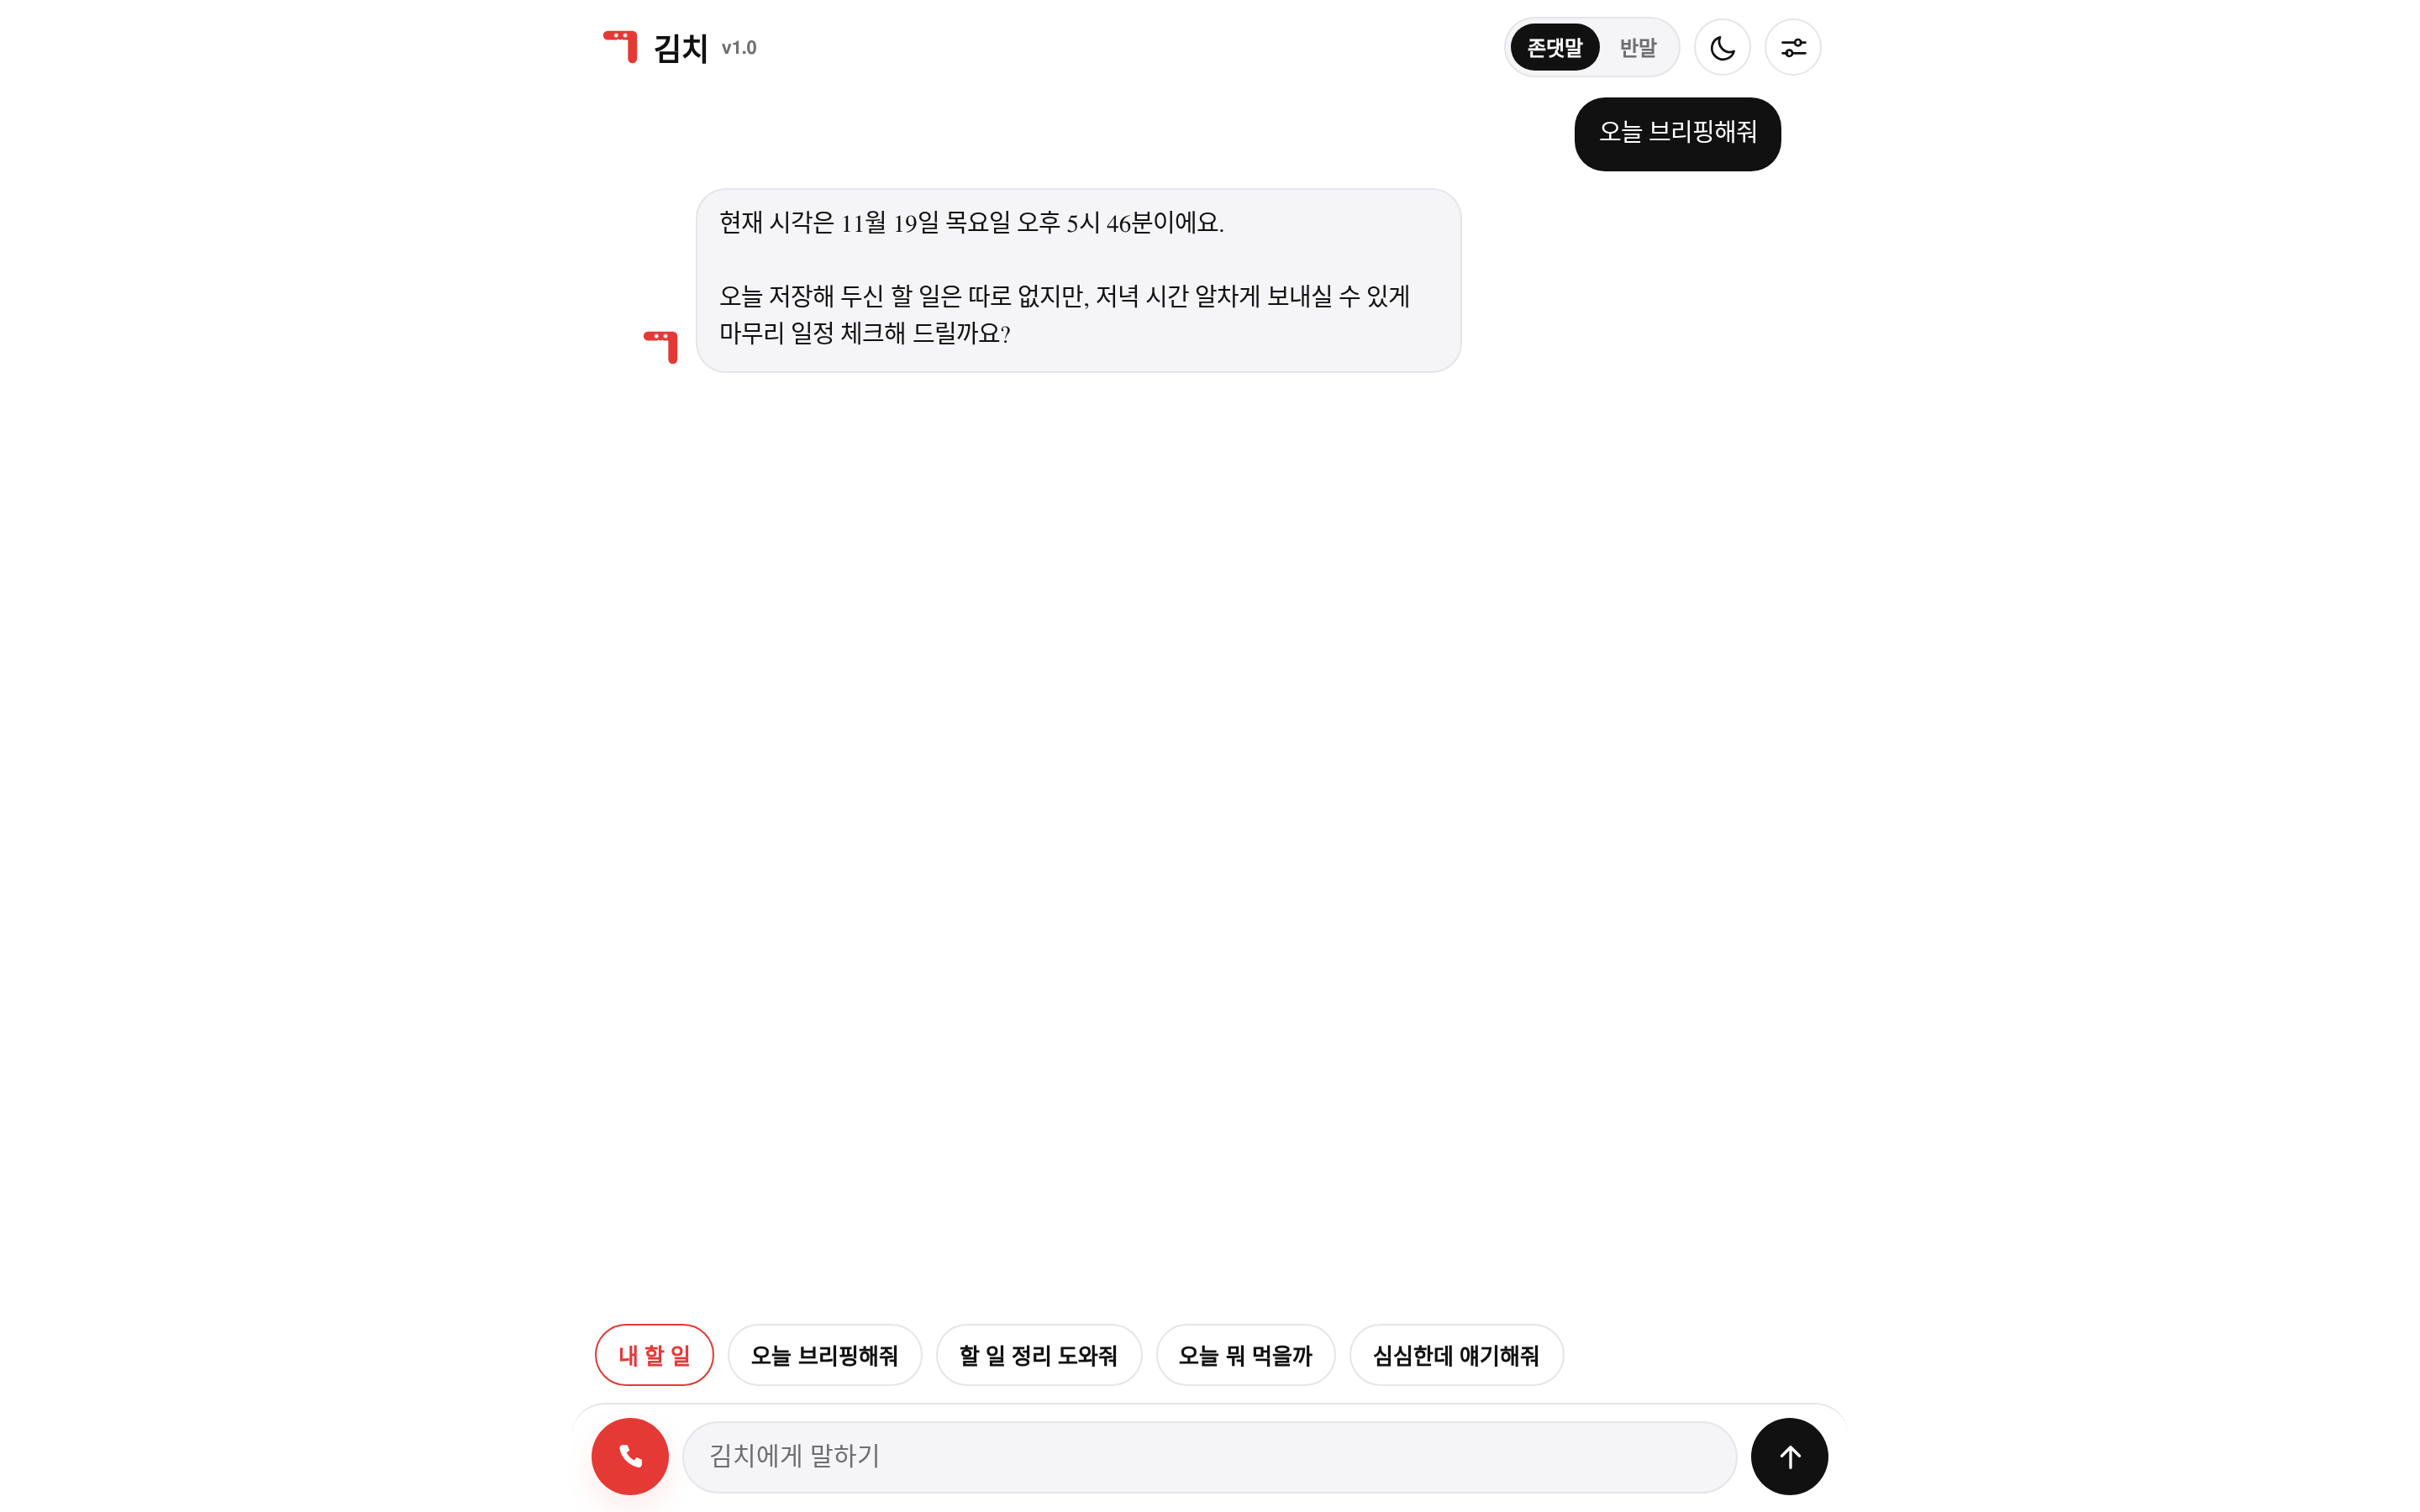 김치 v1.0
존댓말 반말
오늘 브리핑해줘
현재 시각은 11월 19일 목요일 오후 5시 46분이에요.
오늘 저장해 두신 할 일은 따로 없지만, 저녁 시간 알차게 보내실 수 있게
마무리 일정 체크해 드릴까요?
내 할 일 오늘 브리핑해줘 할 일 정리 도와줘 오늘 뭐 먹을까 심심한데 얘기해줘
김치에게 말하기